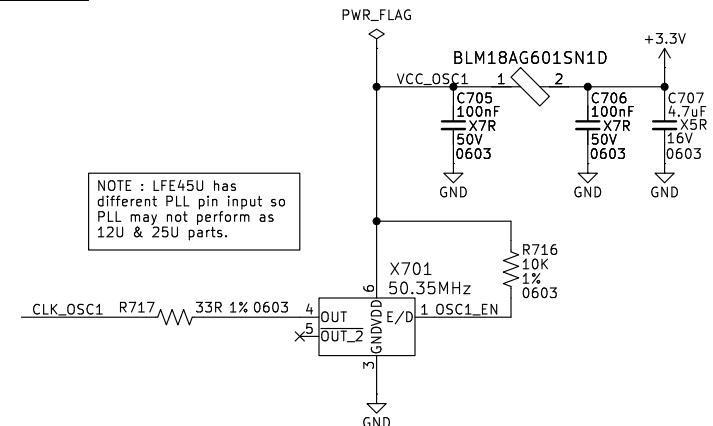 PWR_FLAG
+3.3V
BLM18AG601SN1D
VCC_OSC1 1 2
C705
100nF
X7R
50V
0603
C706
100nF
X7R
50V
0603
C707
4.7uF
X5R
16V
0603
GND
GND
GND
NOTE : LFE45U has
different PLL pin input so
PLL may not perform as
12U & 25U parts.
R716
10K
1%
0603
X701
50.35MHz
6
CLK_OSC1 R717 33R 1% 0603 4 OUT VDD E/D 1 OSC1_EN
5 OUT_2 GND
3
GND